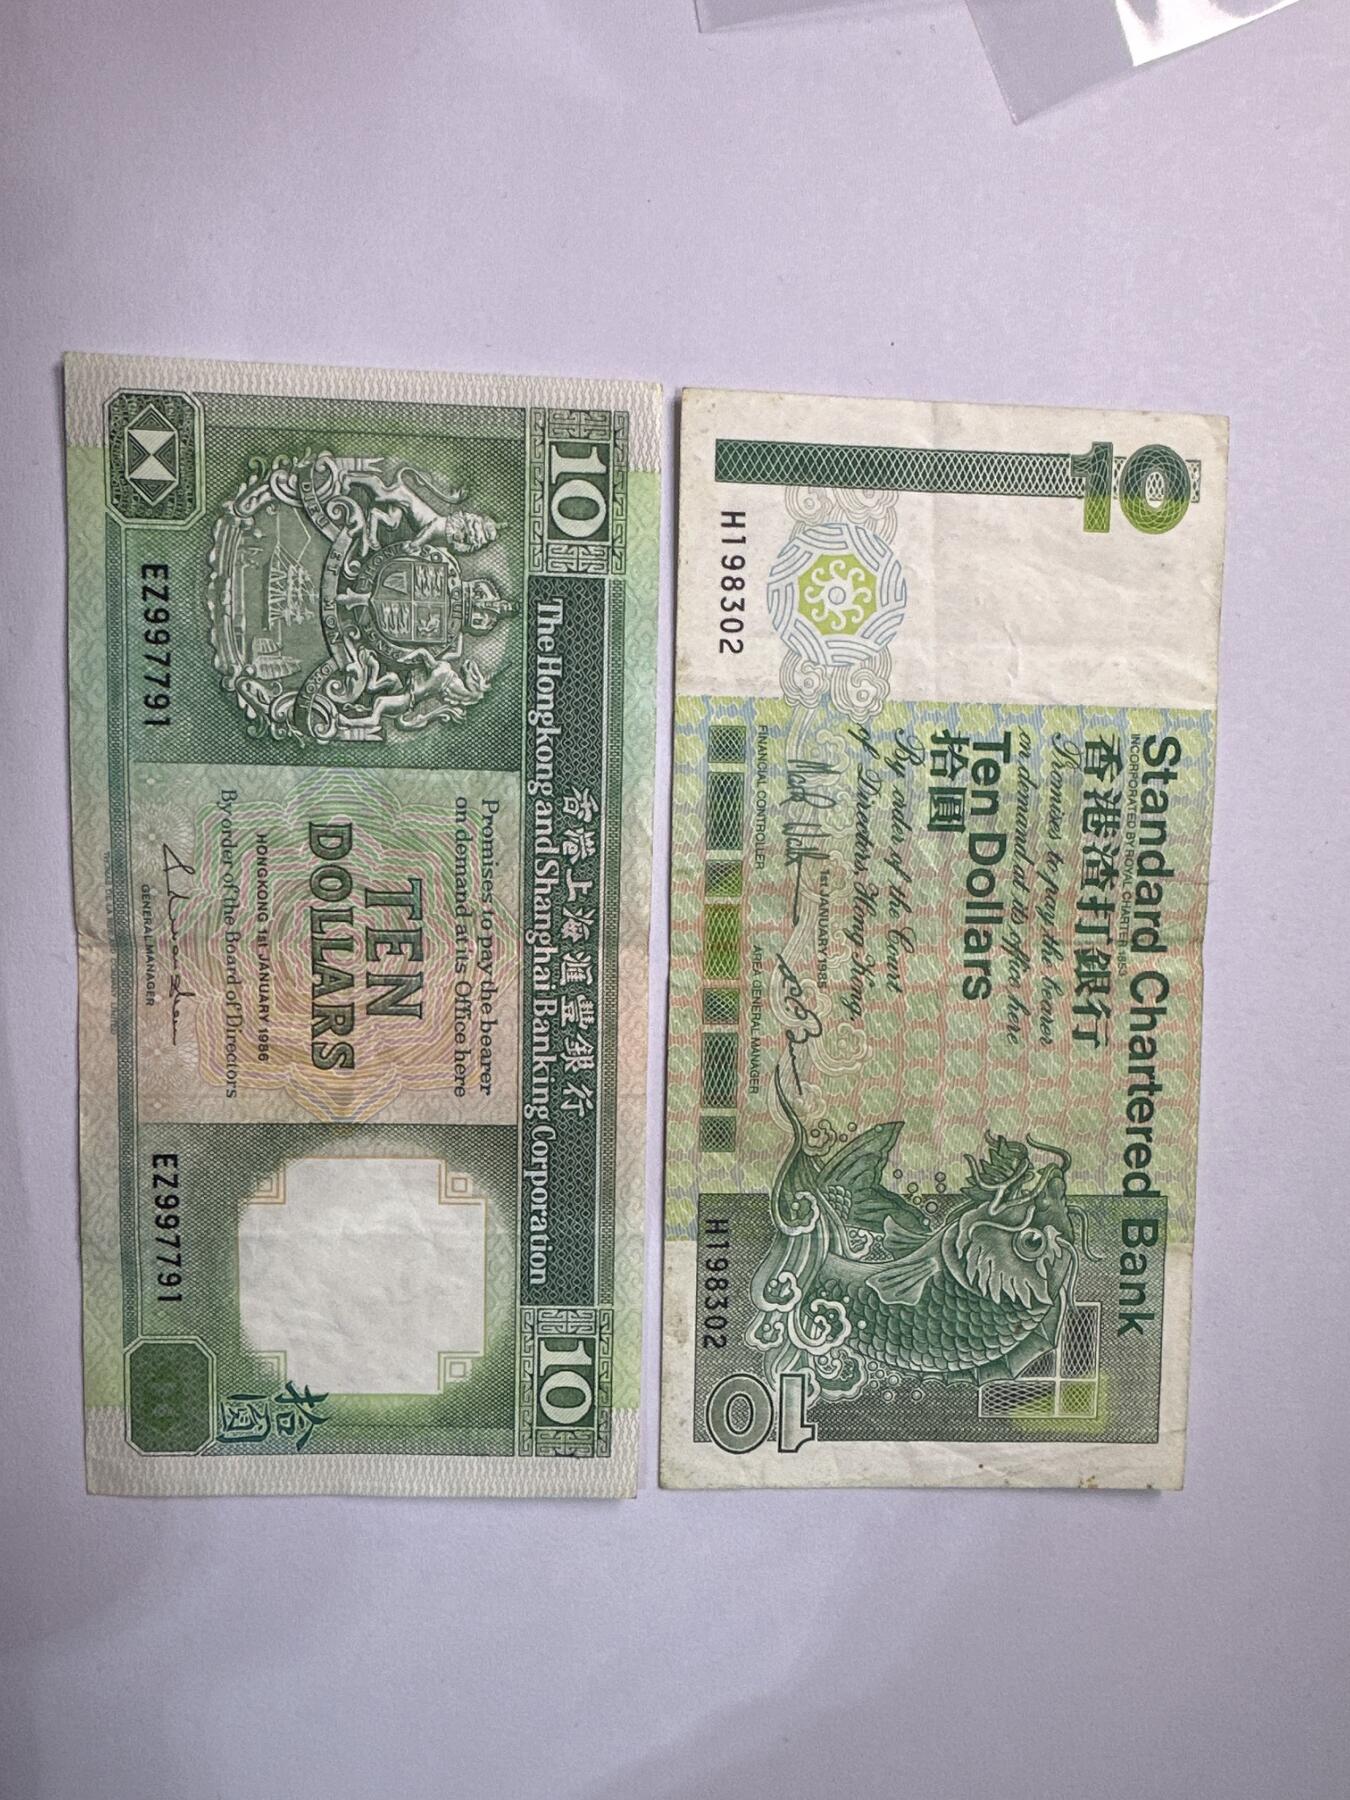 10
香港上海滙豐銀行
The Hongkong and Shanghai Banking Corporation
10
Promises to pay the bearer
on demand at its Office here
TEN
DOLLARS
HONGKONG 1st JANUARY 1986
By order of the Board of Directors
GENERAL MANAGER
EZ997791
EZ997791
拾圓
10
Standard Chartered Bank
INCORPORATED BY ROYAL CHARTER 1853
香港渣打銀行
Promises to pay the bearer
on demand at its office here
Ten Dollars
拾圓
By order of the Court
of Directors, Hong Kong.
1st JANUARY 1985
FINANCIAL CONTROLLER
AREA GENERAL MANAGER
H198302
H198302
10